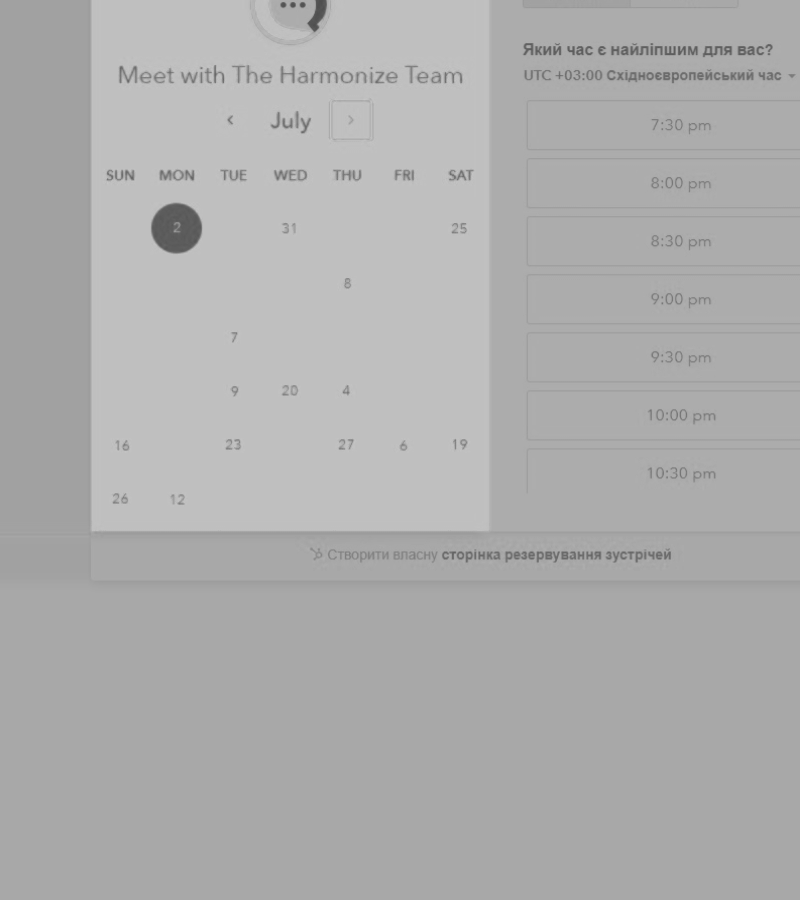 Meet with The Harmonize Team
July
SUN MON TUE WED THU FRI SAT
2 31 25
8
7
9 20 4
16 23 27 6 19
26 12
Який час є найліпшим для вас?
UTC +03:00 Східноєвропейський час
7:30 pm
8:00 pm
8:30 pm
9:00 pm
9:30 pm
10:00 pm
10:30 pm
Створити власну сторінка резервування зустрічей